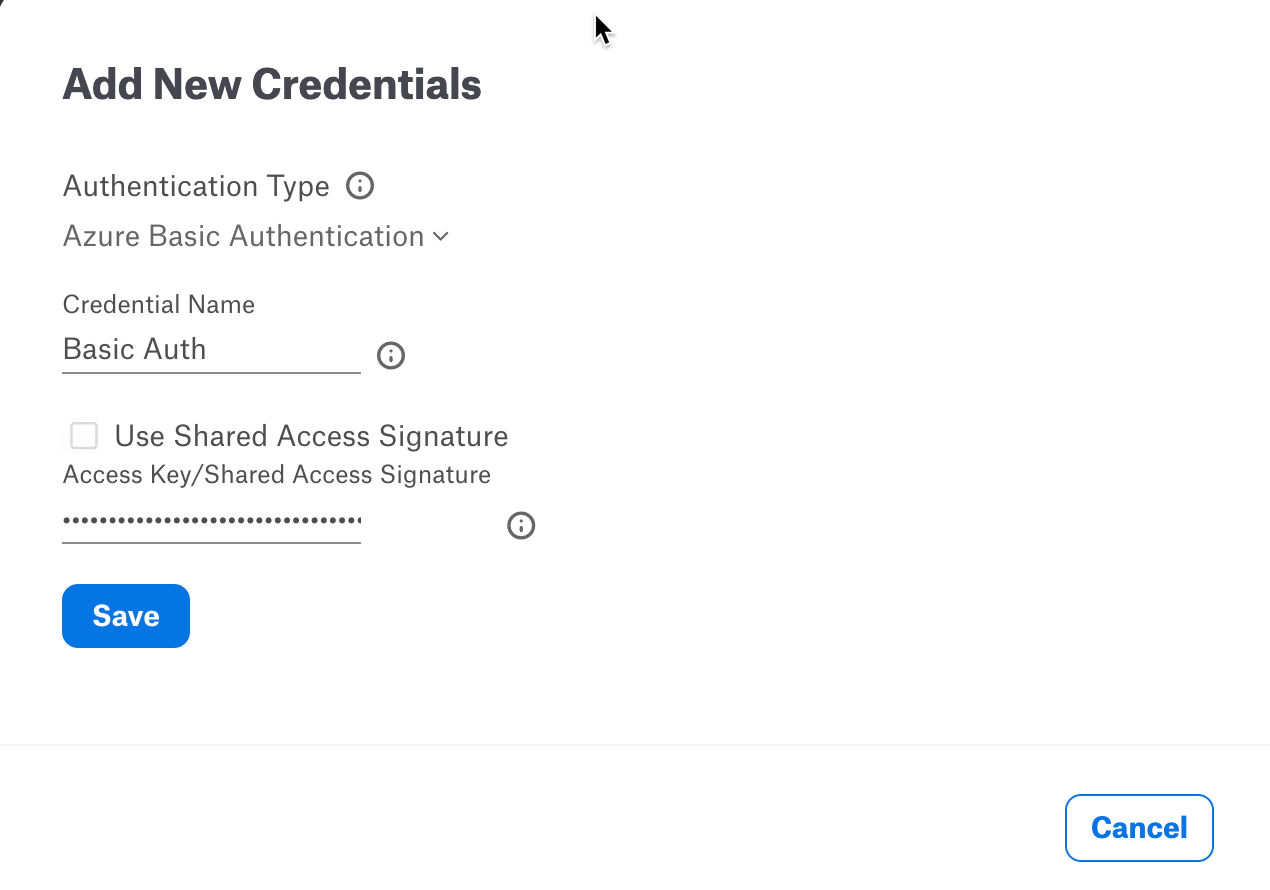 Add New Credentials
Authentication Type
Azure Basic Authentication
Credential Name
Basic Auth
Use Shared Access Signature
Access Key/Shared Access Signature
••••••••••••••••••••••••••••••••
Save
Cancel